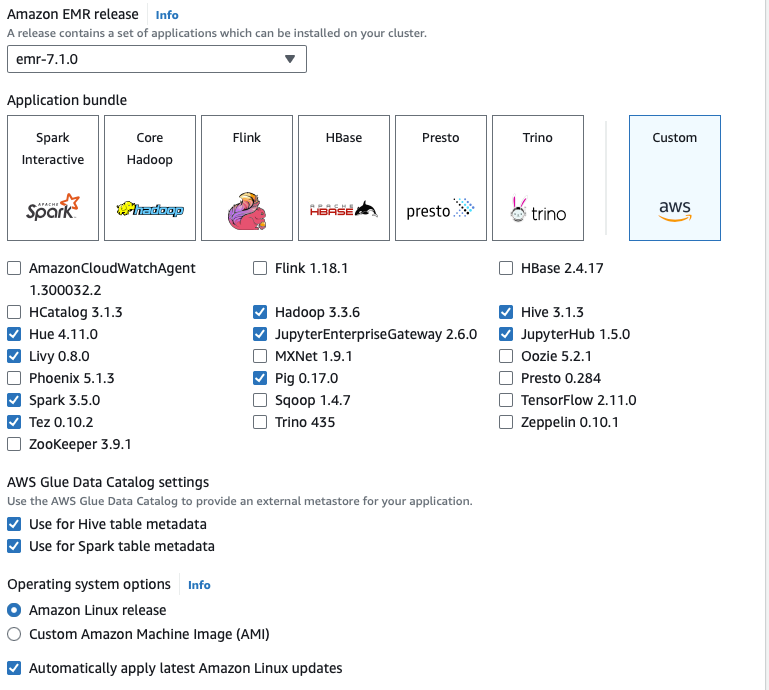 Amazon EMR release Info
A release contains a set of applications which can be installed on your cluster.
emr-7.1.0
Application bundle
Spark Interactive
APACHE Spark
Core Hadoop
hadoop
Flink
HBase
APACHE HBASE
Presto
presto
Trino
trino
Custom
aws
AmazonCloudWatchAgent 1.300032.2
Flink 1.18.1
HBase 2.4.17
HCatalog 3.1.3
Hadoop 3.3.6
Hive 3.1.3
Hue 4.11.0
JupyterEnterpriseGateway 2.6.0
JupyterHub 1.5.0
Livy 0.8.0
MXNet 1.9.1
Oozie 5.2.1
Phoenix 5.1.3
Pig 0.17.0
Presto 0.284
Spark 3.5.0
Sqoop 1.4.7
TensorFlow 2.11.0
Tez 0.10.2
Trino 435
Zeppelin 0.10.1
ZooKeeper 3.9.1
AWS Glue Data Catalog settings
Use the AWS Glue Data Catalog to provide an external metastore for your application.
Use for Hive table metadata
Use for Spark table metadata
Operating system options Info
Amazon Linux release
Custom Amazon Machine Image (AMI)
Automatically apply latest Amazon Linux updates